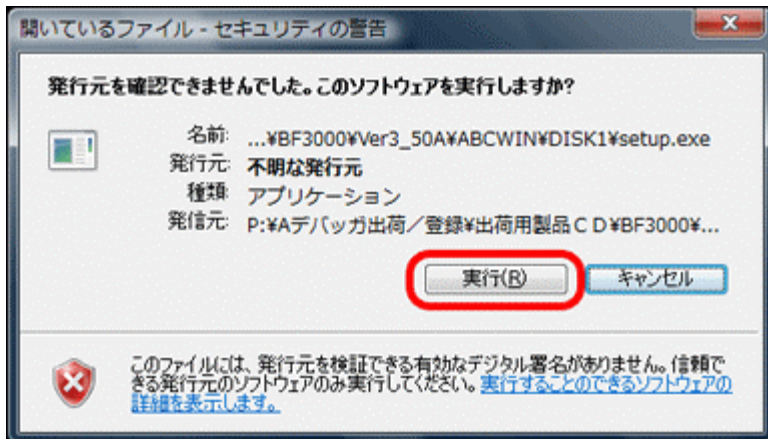 開いているファイル - セキュリティの警告
発行元を確認できませんでした。このソフトウェアを実行しますか?
名前: ...¥BF3000¥Ver3_50A¥ABCWIN¥DISK1¥setup.exe
発行元: 不明な発行元
種類: アプリケーション
発信元: P:¥Aデバッガ出荷／登録¥出荷用製品ＣＤ¥BF3000¥...
実行(R) キャンセル
このファイルには、発行元を検証できる有効なデジタル署名がありません。信頼で
きる発行元のソフトウェアのみ実行してください。実行することのできるソフトウェアの
詳細を表示します。